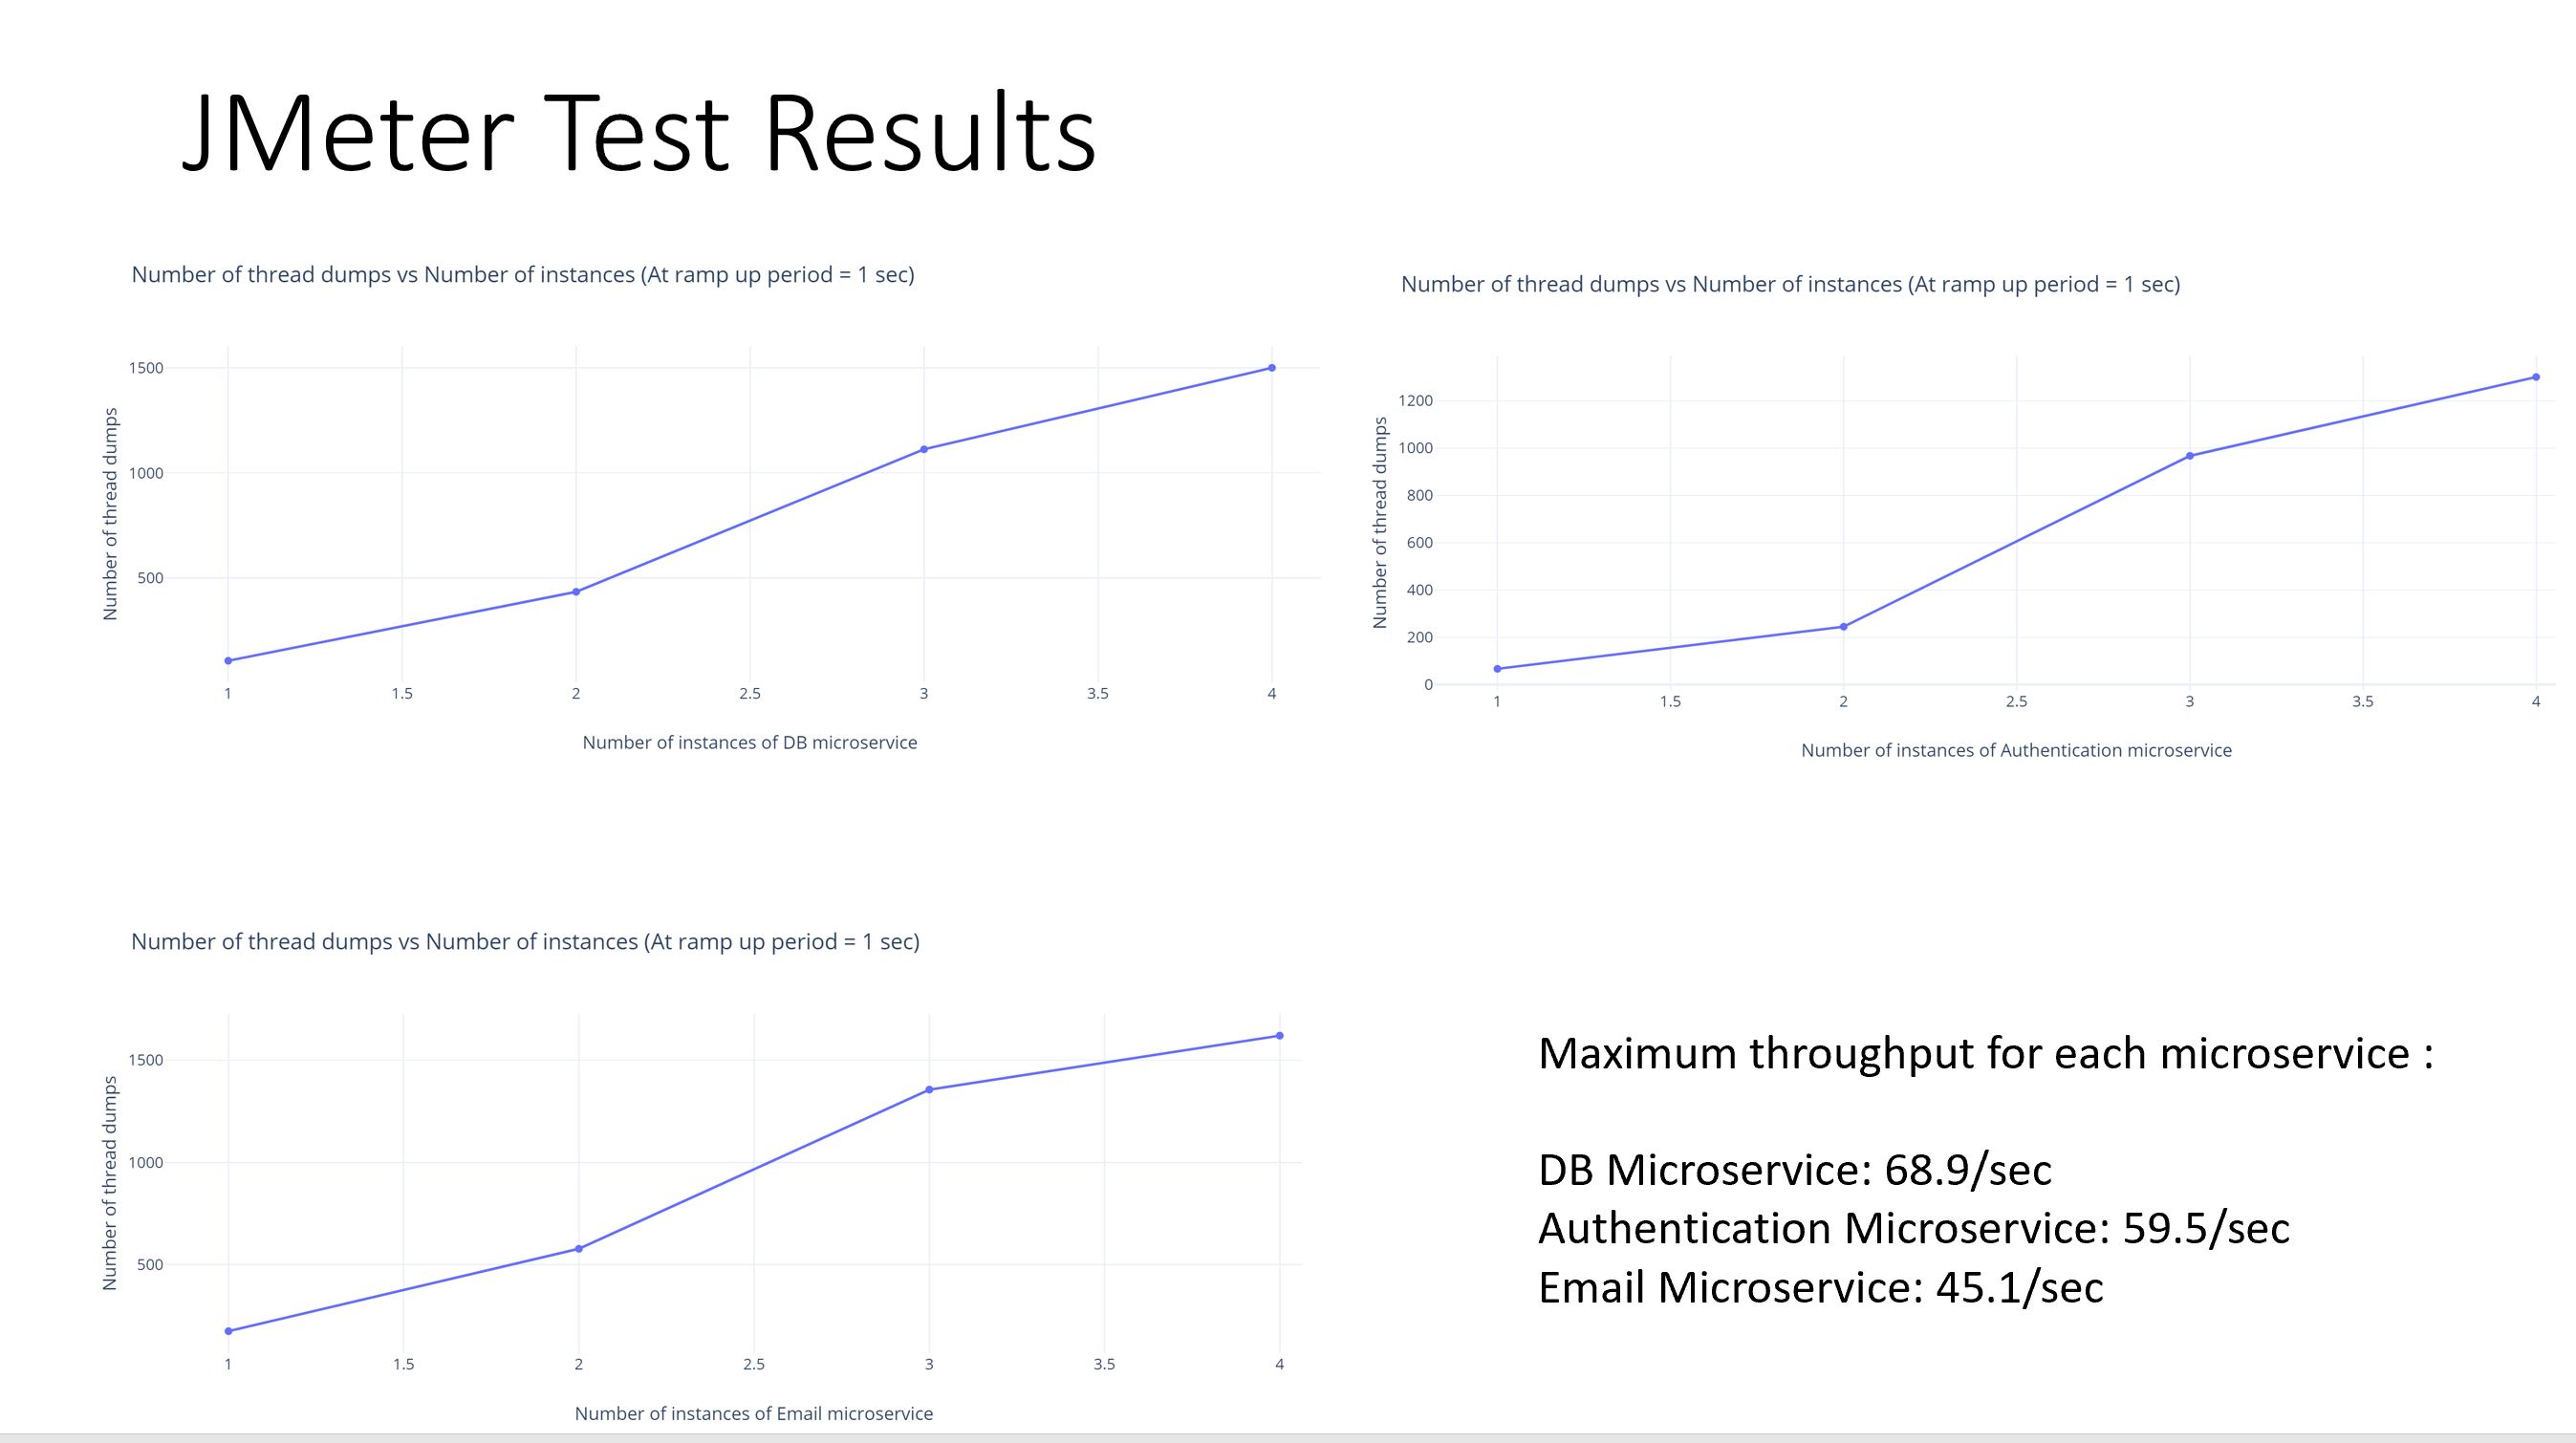 JMeter Test Results
Number of thread dumps vs Number of instances (At ramp up period = 1 sec)
1500
1000
500
Number of thread dumps
1
1.5
2
2.5
3
3.5
4
Number of instances of DB microservice
Number of thread dumps vs Number of instances (At ramp up period = 1 sec)
1200
1000
800
600
400
200
0
Number of thread dumps
1
1.5
2
2.5
3
3.5
4
Number of instances of Authentication microservice
Number of thread dumps vs Number of instances (At ramp up period = 1 sec)
1500
1000
500
Number of thread dumps
1
1.5
2
2.5
3
3.5
4
Number of instances of Email microservice
Maximum throughput for each microservice :
DB Microservice: 68.9/sec
Authentication Microservice: 59.5/sec
Email Microservice: 45.1/sec